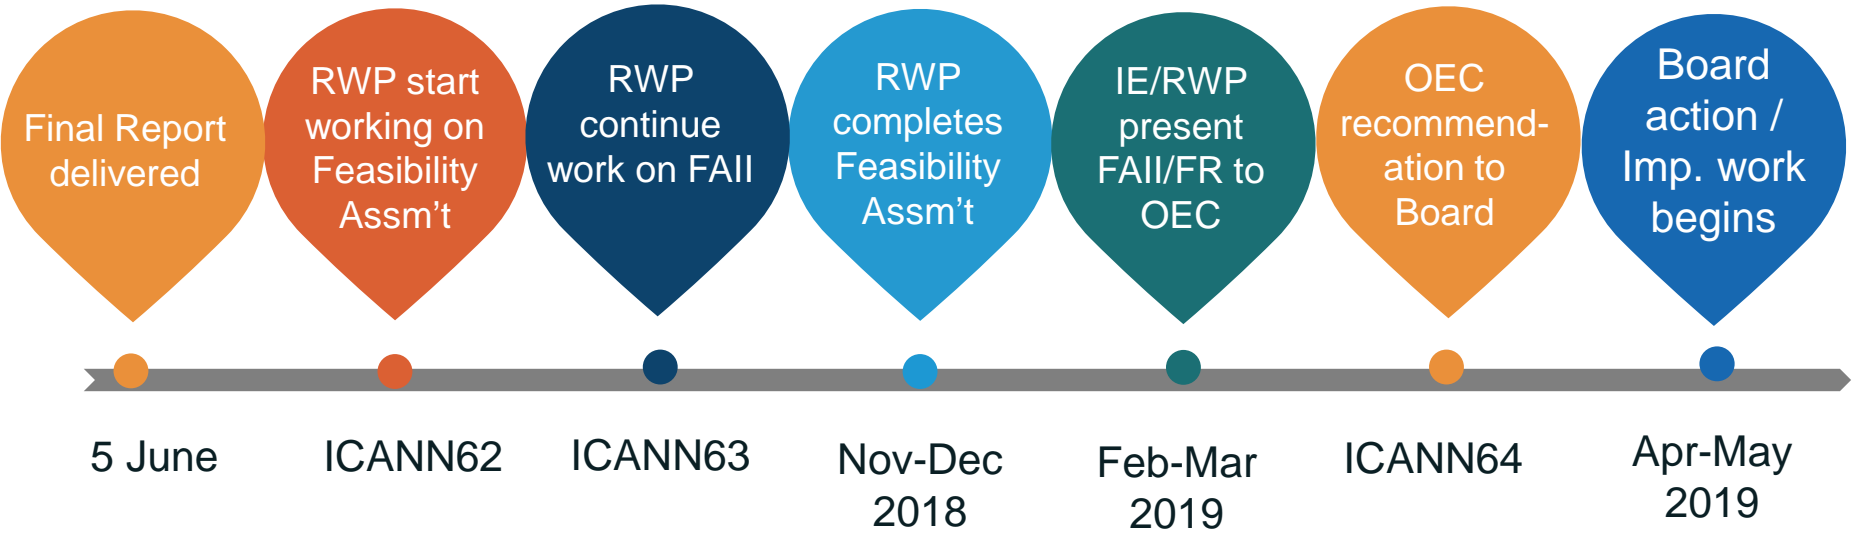 Final Report
delivered
RWP start
working on
Feasibility
Assm't
RWP
continue
work on FAII
RWP
completes
Feasibility
Assm't
IE/RWP
present
FAII/FR to
OEC
OEC
recommend-
ation to
Board
Board
action /
Imp. work
begins
5 June
ICANN62
ICANN63
Nov-Dec
2018
Feb-Mar
2019
ICANN64
Apr-May
2019